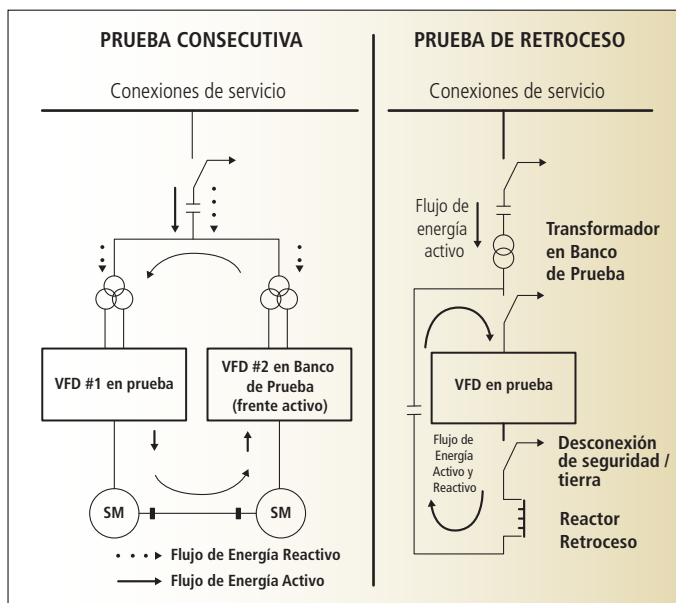 PRUEBA CONSECUTIVA
Conexiones de servicio
VFD #1 en prueba
VFD #2 en Banco
de Prueba
(frente activo)
SM
SM
Flujo de Energía Reactivo
Flujo de Energía Activo
PRUEBA DE RETROCESO
Conexiones de servicio
Flujo de
energía
activo
Transformador
en Banco
de Prueba
VFD en prueba
Flujo de
Energía
Activo y
Reactivo
Desconexión
de seguridad /
tierra
Reactor
Retroceso